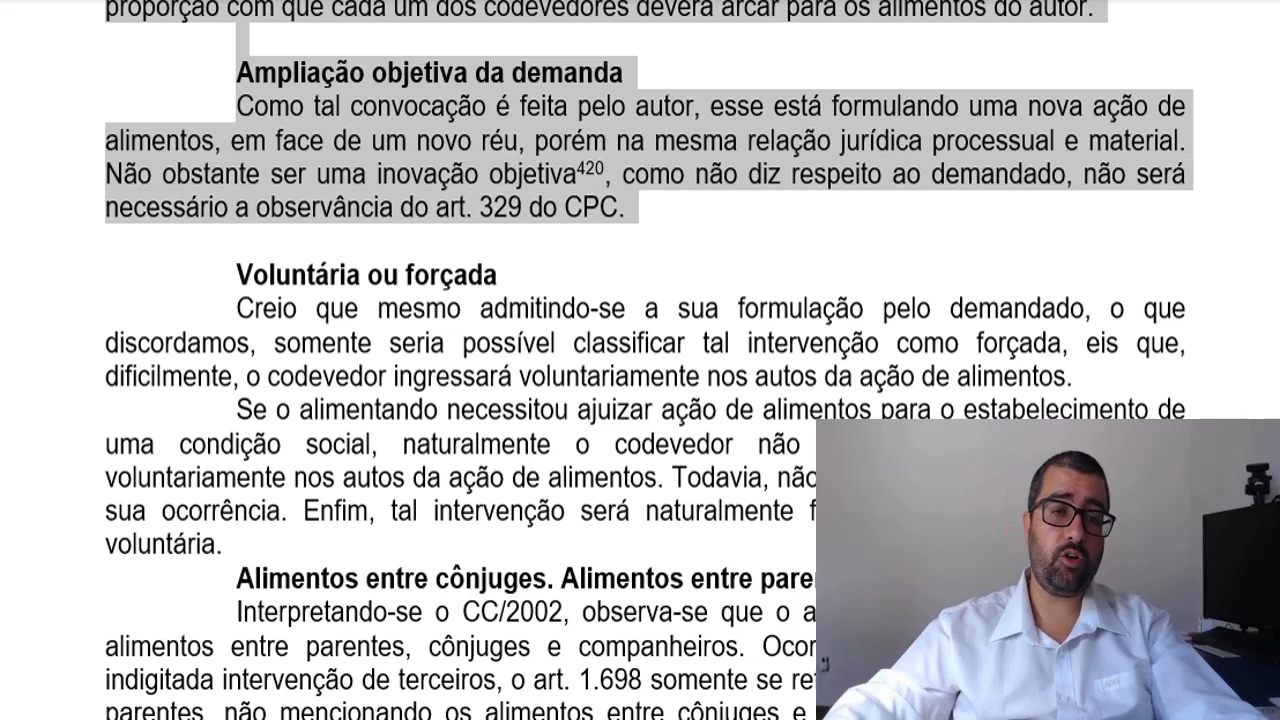 proporção com que cada um dos codevedores deverá arcar para os alimentos do autor.
Ampliação objetiva da demanda
Como tal convocação é feita pelo autor, esse está formulando uma nova ação de
alimentos, em face de um novo réu, porém na mesma relação jurídica processual e material.
Não obstante ser uma inovação objetiva⁴²⁰, como não diz respeito ao demandado, não será
necessário a observância do art. 329 do CPC.
Voluntária ou forçada
Creio que mesmo admitindo-se a sua formulação pelo demandado, o que
discordamos, somente seria possível classificar tal intervenção como forçada, eis que,
dificilmente, o codevedor ingressará voluntariamente nos autos da ação de alimentos.
Se o alimentando necessitou ajuizar ação de alimentos para o estabelecimento de
uma condição social, naturalmente o codevedor não
voluntariamente nos autos da ação de alimentos. Todavia, não
sua ocorrência. Enfim, tal intervenção será naturalmente
voluntária.
Alimentos entre cônjuges. Alimentos entre
Interpretando-se o CC/2002, observa-se que o
alimentos entre parentes, cônjuges e companheiros.
indigitada intervenção de terceiros, o art. 1.698 somente se
parentes, não mencionando os alimentos entre cônjuges e